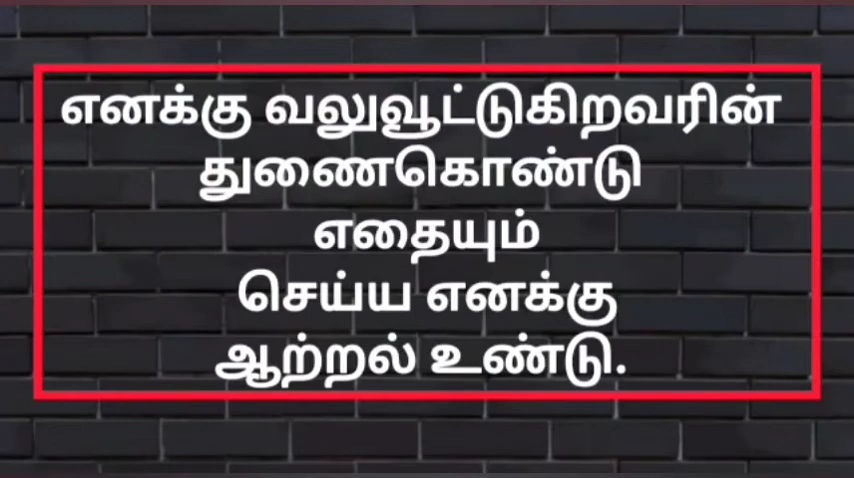 எனக்கு வலுவூட்டுகிறவரின்
துணைகொண்டு
எதையும்
செய்ய எனக்கு
ஆற்றல் உண்டு.